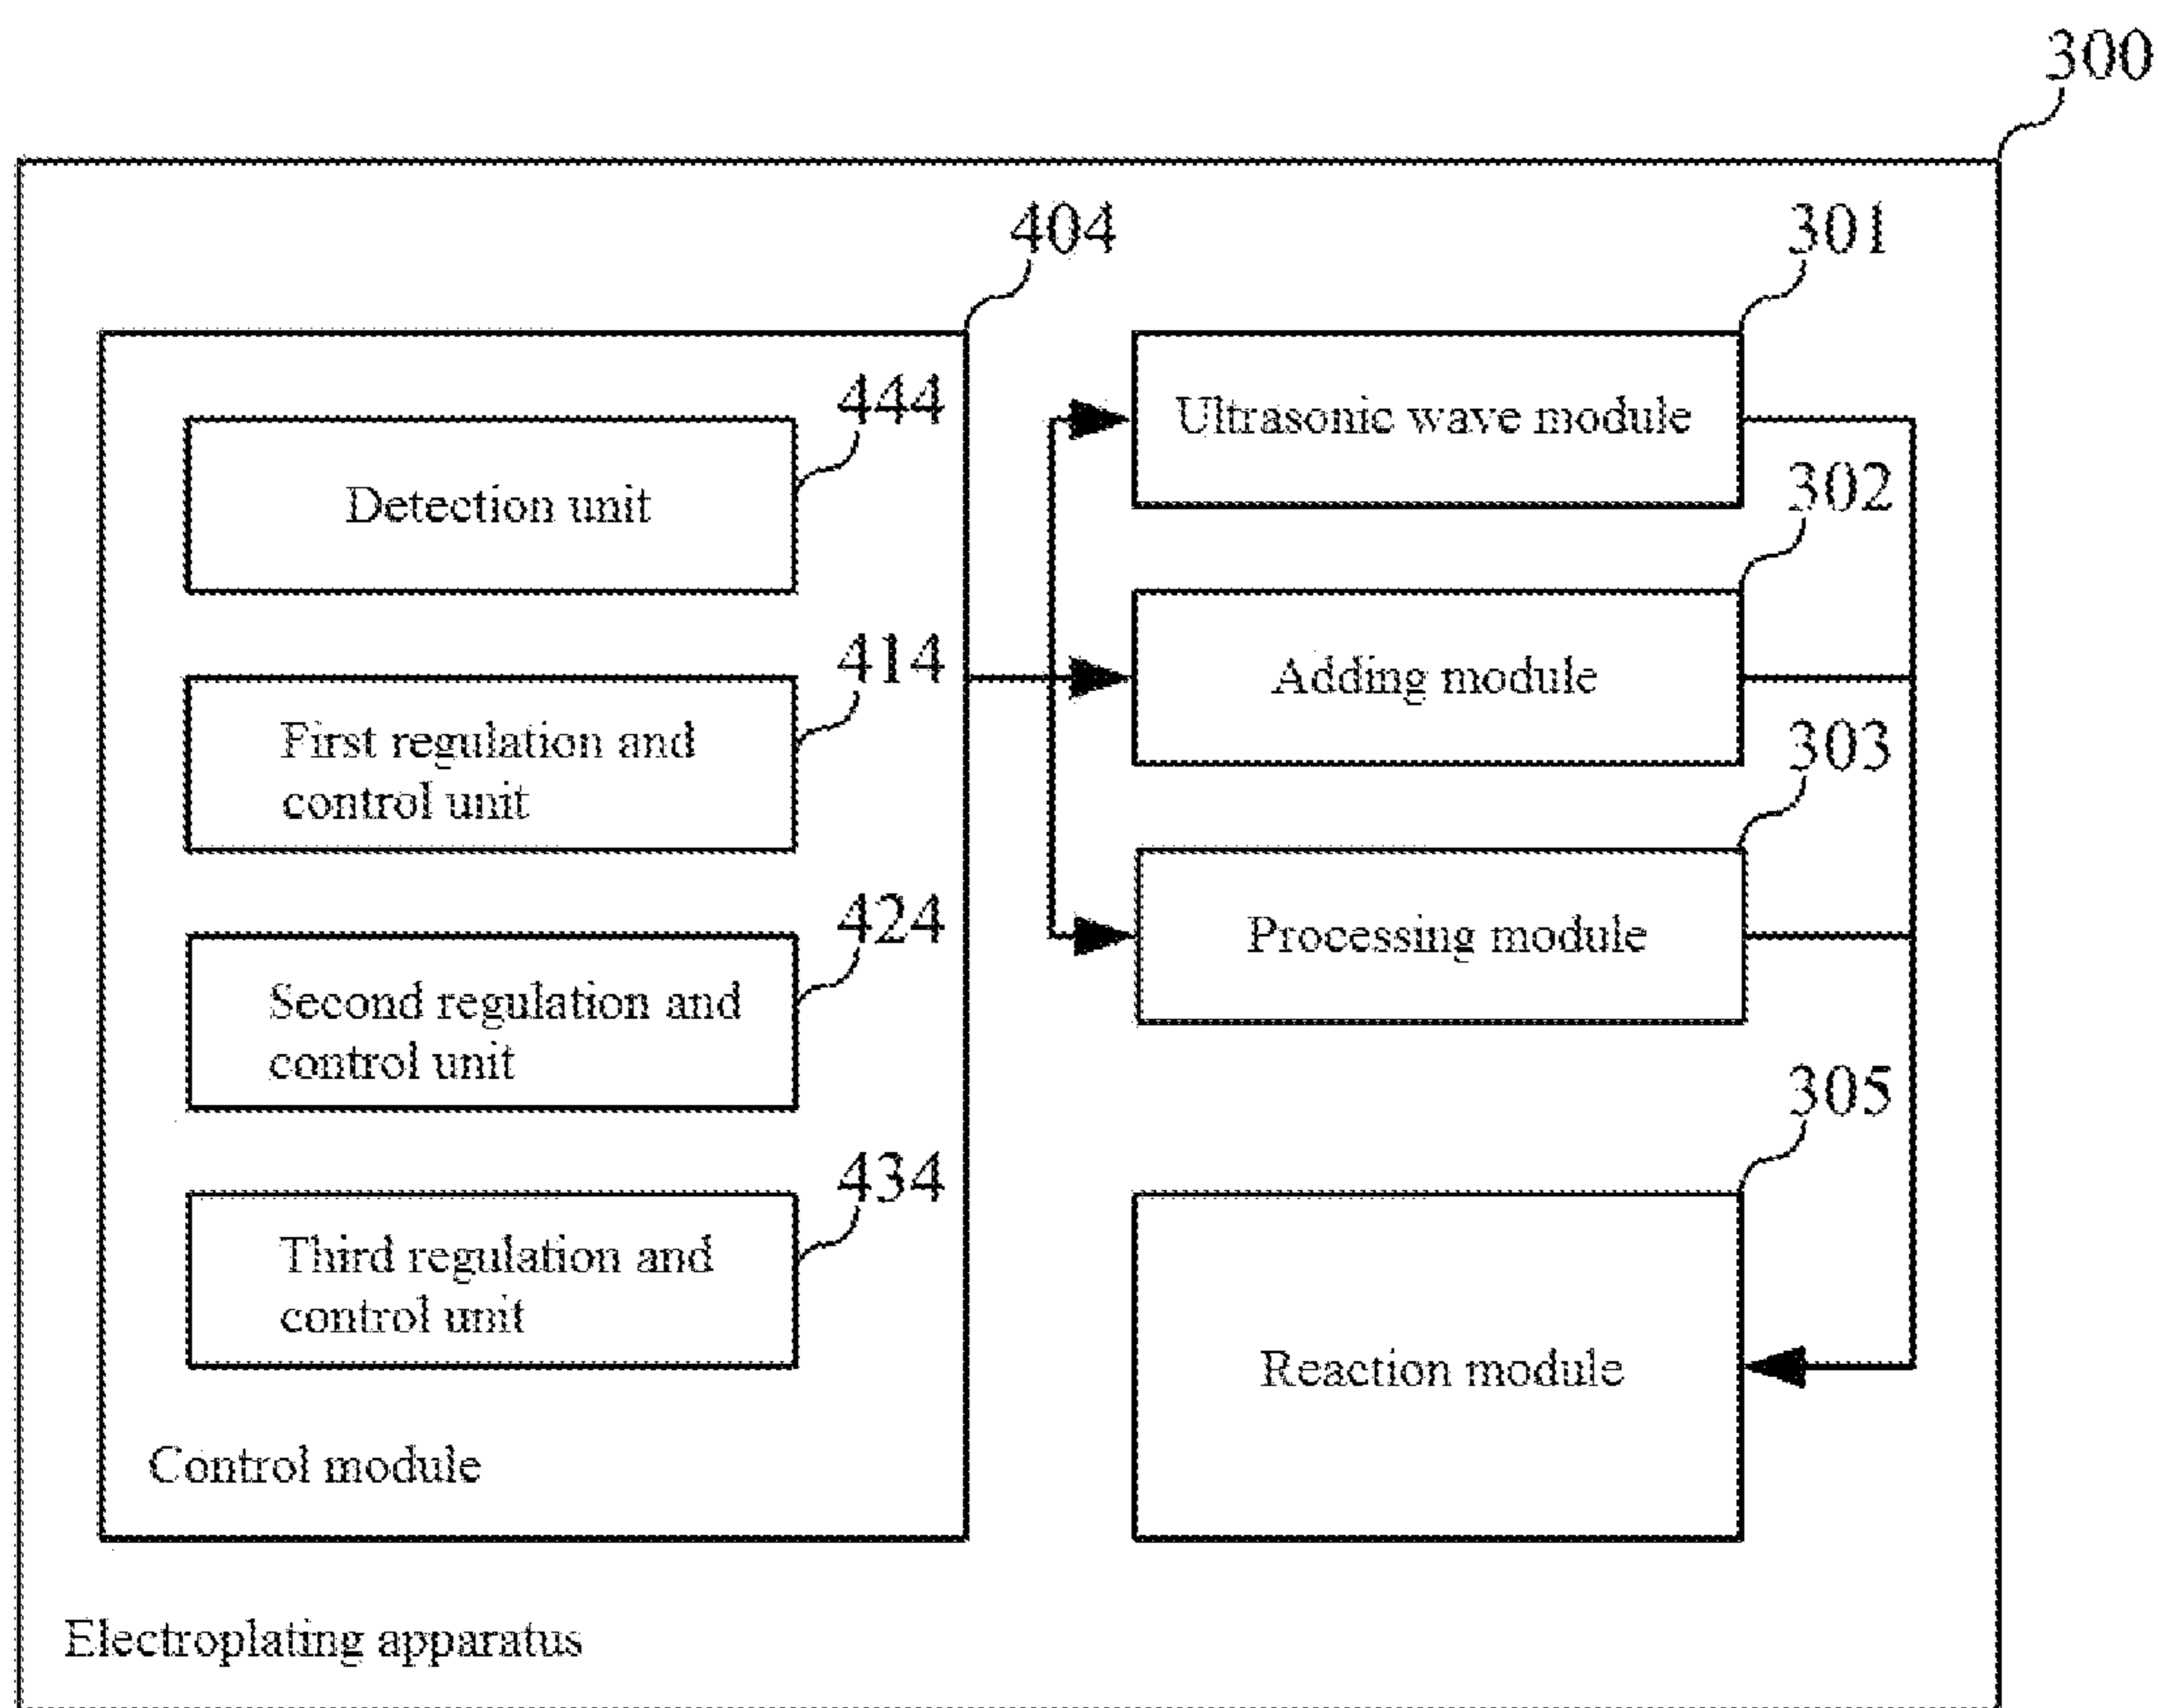 300
404
301
444
Ultrasonic wave module
302
Detection unit
414
Adding module
303
First regulation and
control unit
424
Processing module
Second regulation and
control unit
305
434
Third regulation and
control unit
Reaction module
Control module
Electroplating apparatus